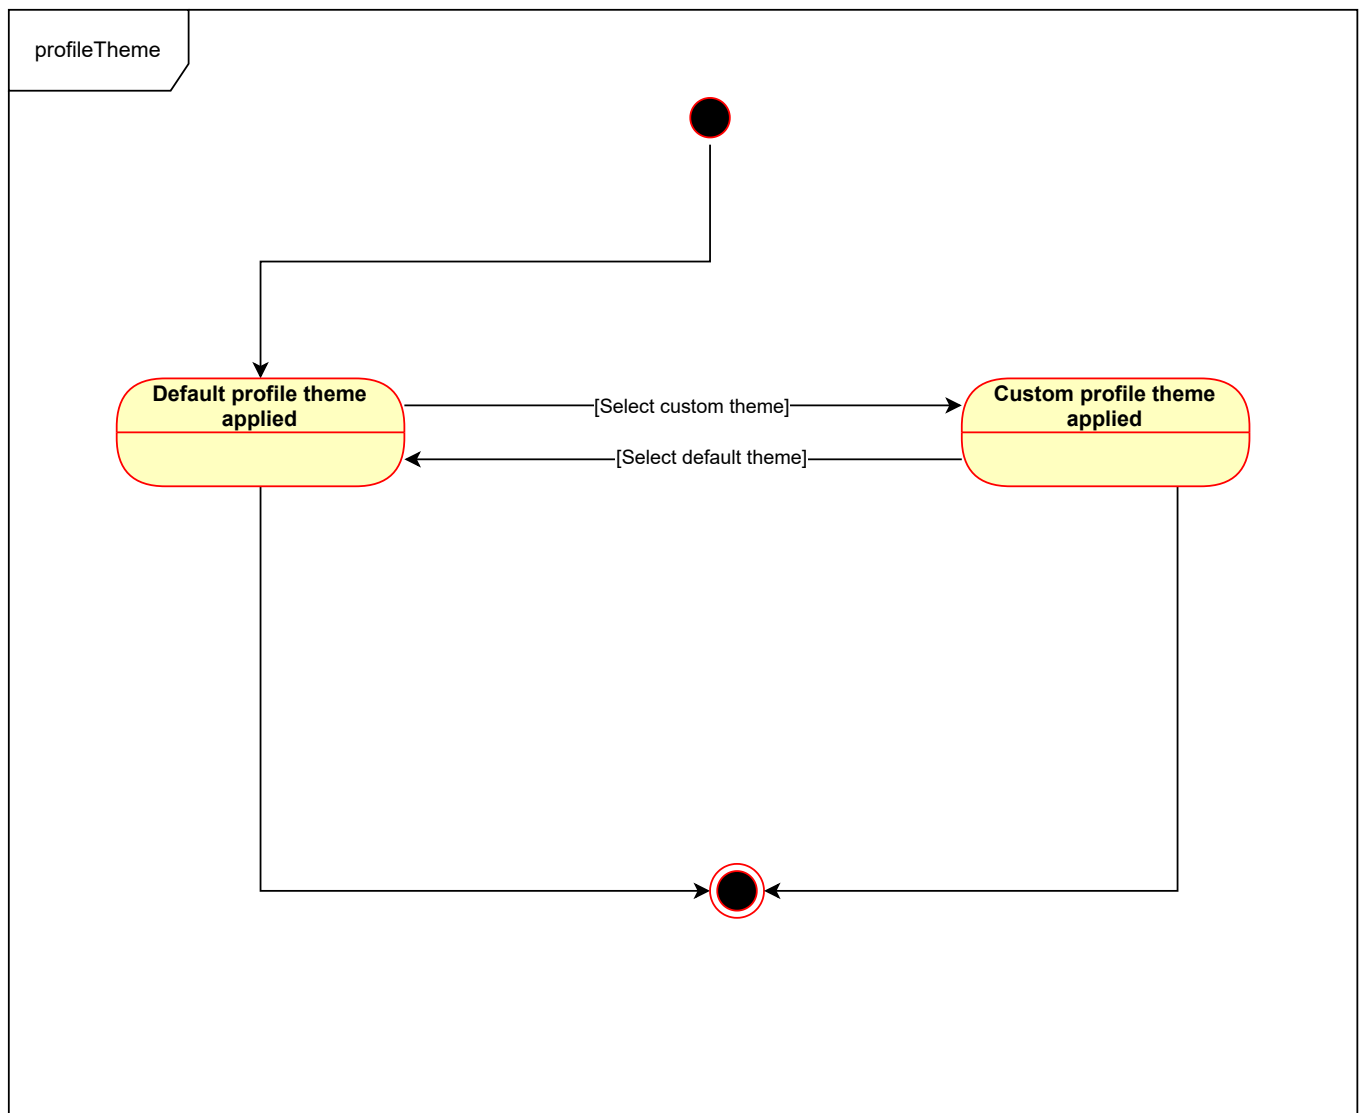 profileTheme
Default profile theme
applied
[Select custom theme]
Custom profile theme
applied
[Select default theme]